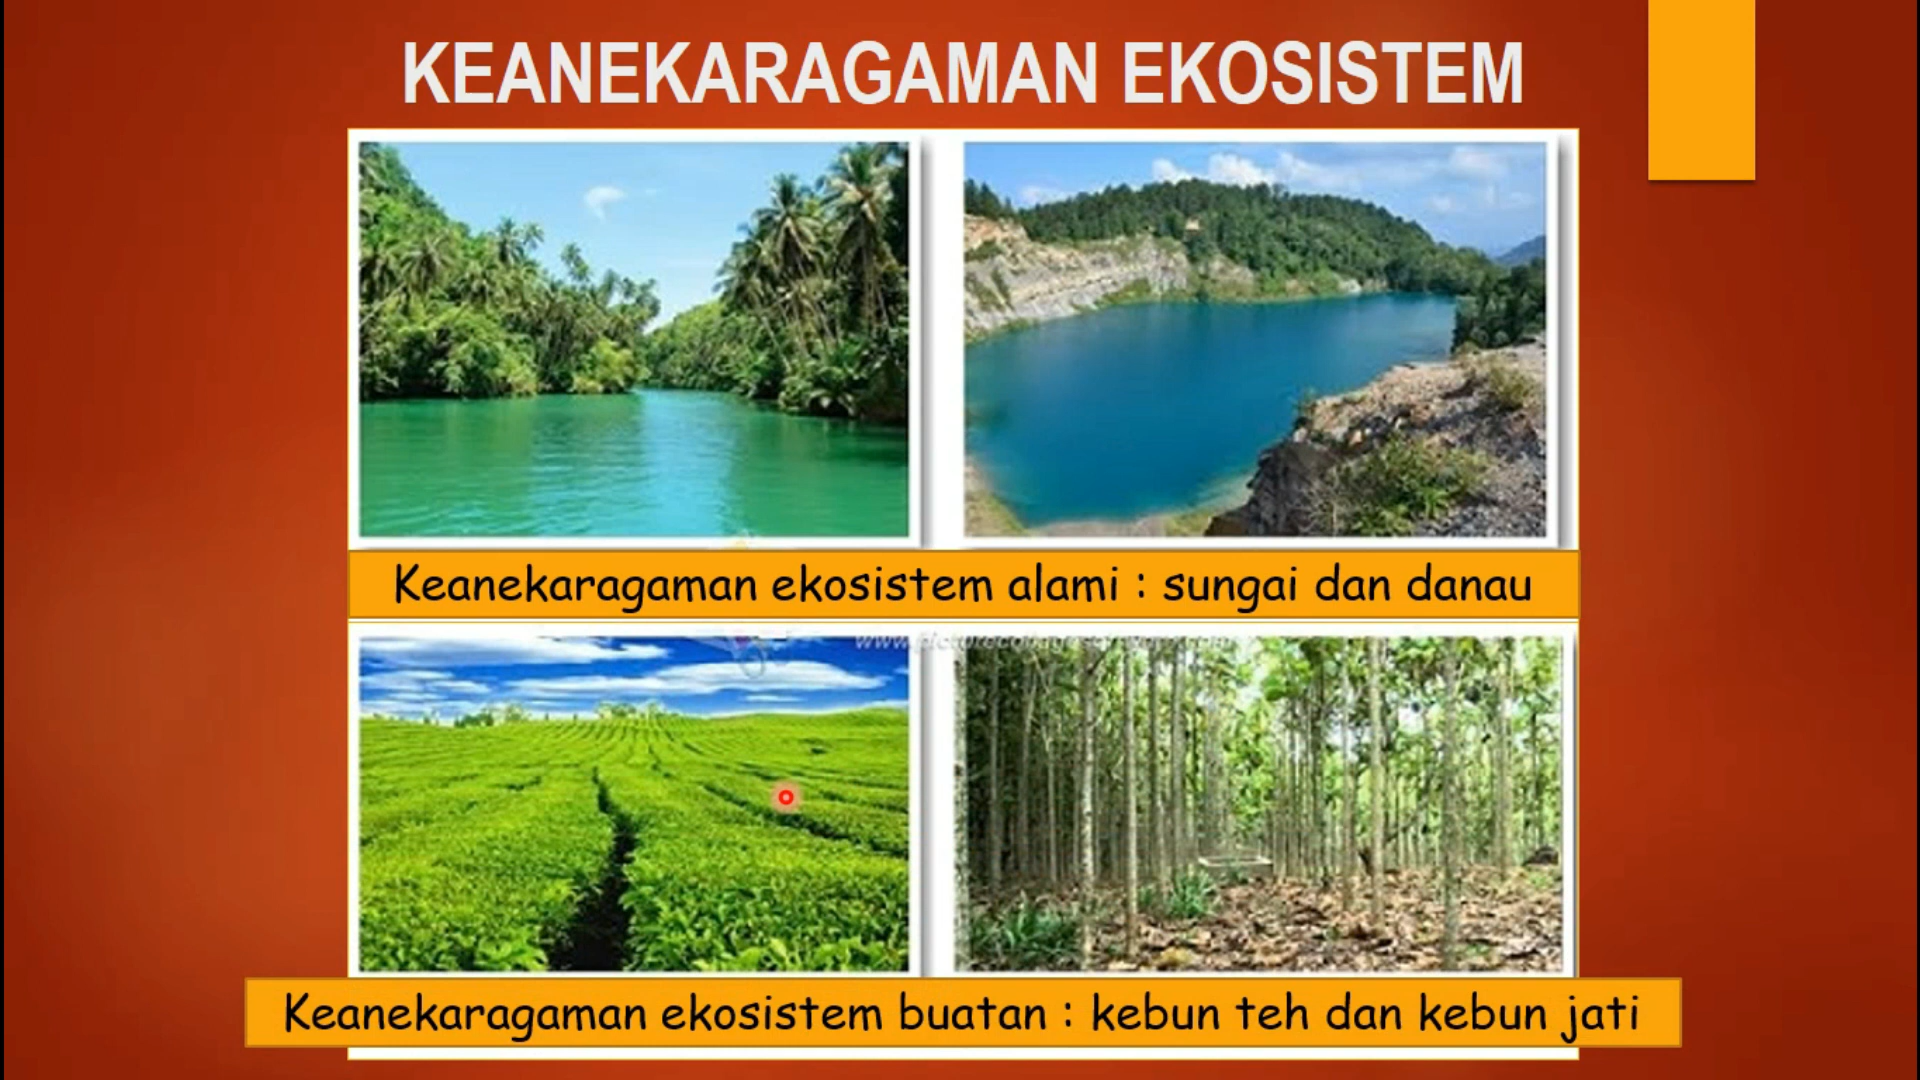 KEANEKARAGAMAN EKOSISTEM
Keanekaragaman ekosistem alami : sungai dan danau
Keanekaragaman ekosistem buatan : kebun teh dan kebun jati